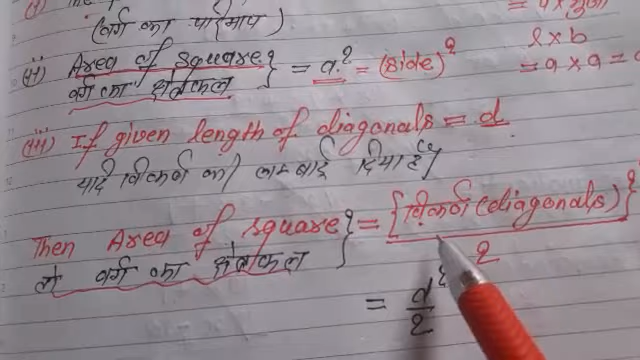 (वर्ग का परिमाप)
(ii) Area of square } = a² = (side)²
l x b
वर्ग का क्षेत्रफल
= a x a = a
(iii) If given length of diagonals = d
यदि विकर्ण की लम्बाई दिया है
Then Area of square } = {विकर्ण (diagonals)}²
तो वर्ग का क्षेत्रफल
2
= d²
2